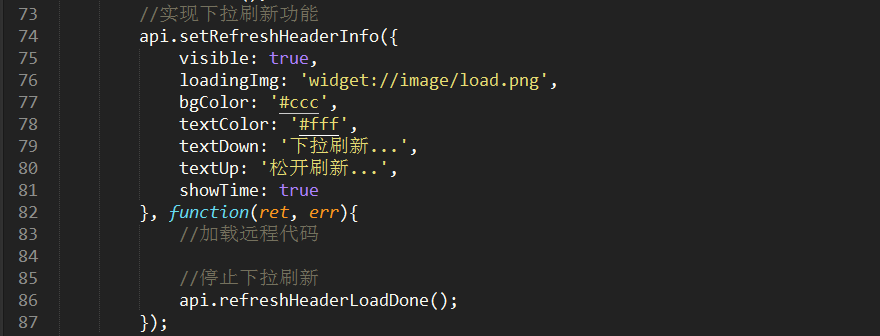 73 //实现下拉刷新功能
74 api.setRefreshHeaderInfo({
75 visible: true,
76 loadingImg: 'widget://image/load.png',
77 bgColor: '#ccc',
78 textColor: '#fff',
79 textDown: '下拉刷新...',
80 textUp: '松开刷新...',
81 showTime: true
82 }, function(ret, err){
83 //加载远程代码
84
85 //停止下拉刷新
86 api.refreshHeaderLoadDone();
87 });